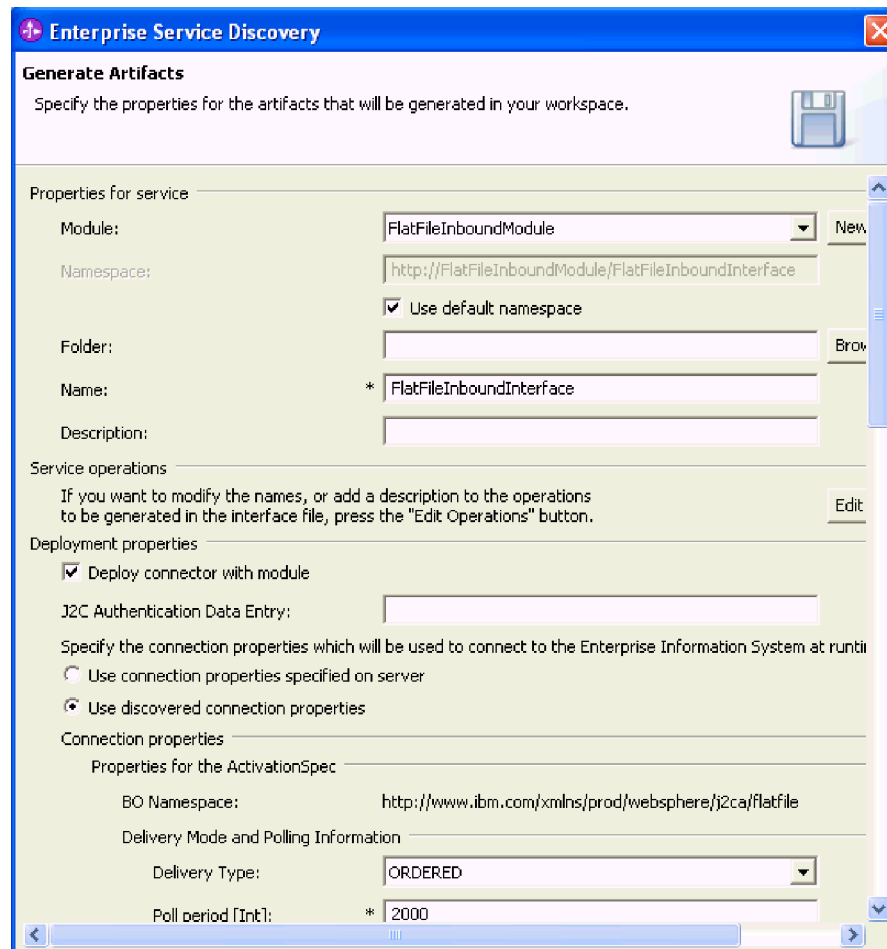 Enterprise Service Discovery
Generate Artifacts
Specify the properties for the artifacts that will be generated in your workspace.
Properties for service
Module: FlatFileInboundModule New
Namespace: http://FlatFileInboundModule/FlatFileInboundInterface
Use default namespace
Folder: Brow
Name: * FlatFileInboundInterface
Description:
Service operations
If you want to modify the names, or add a description to the operations
to be generated in the interface file, press the "Edit Operations" button. Edit
Deployment properties
Deploy connector with module
J2C Authentication Data Entry:
Specify the connection properties which will be used to connect to the Enterprise Information System at runti
Use connection properties specified on server
Use discovered connection properties
Connection properties
Properties for the ActivationSpec
BO Namespace: http://www.ibm.com/xmlns/prod/websphere/j2ca/flatfile
Delivery Mode and Polling Information
Delivery Type: ORDERED
Poll period [Int]: * 2000